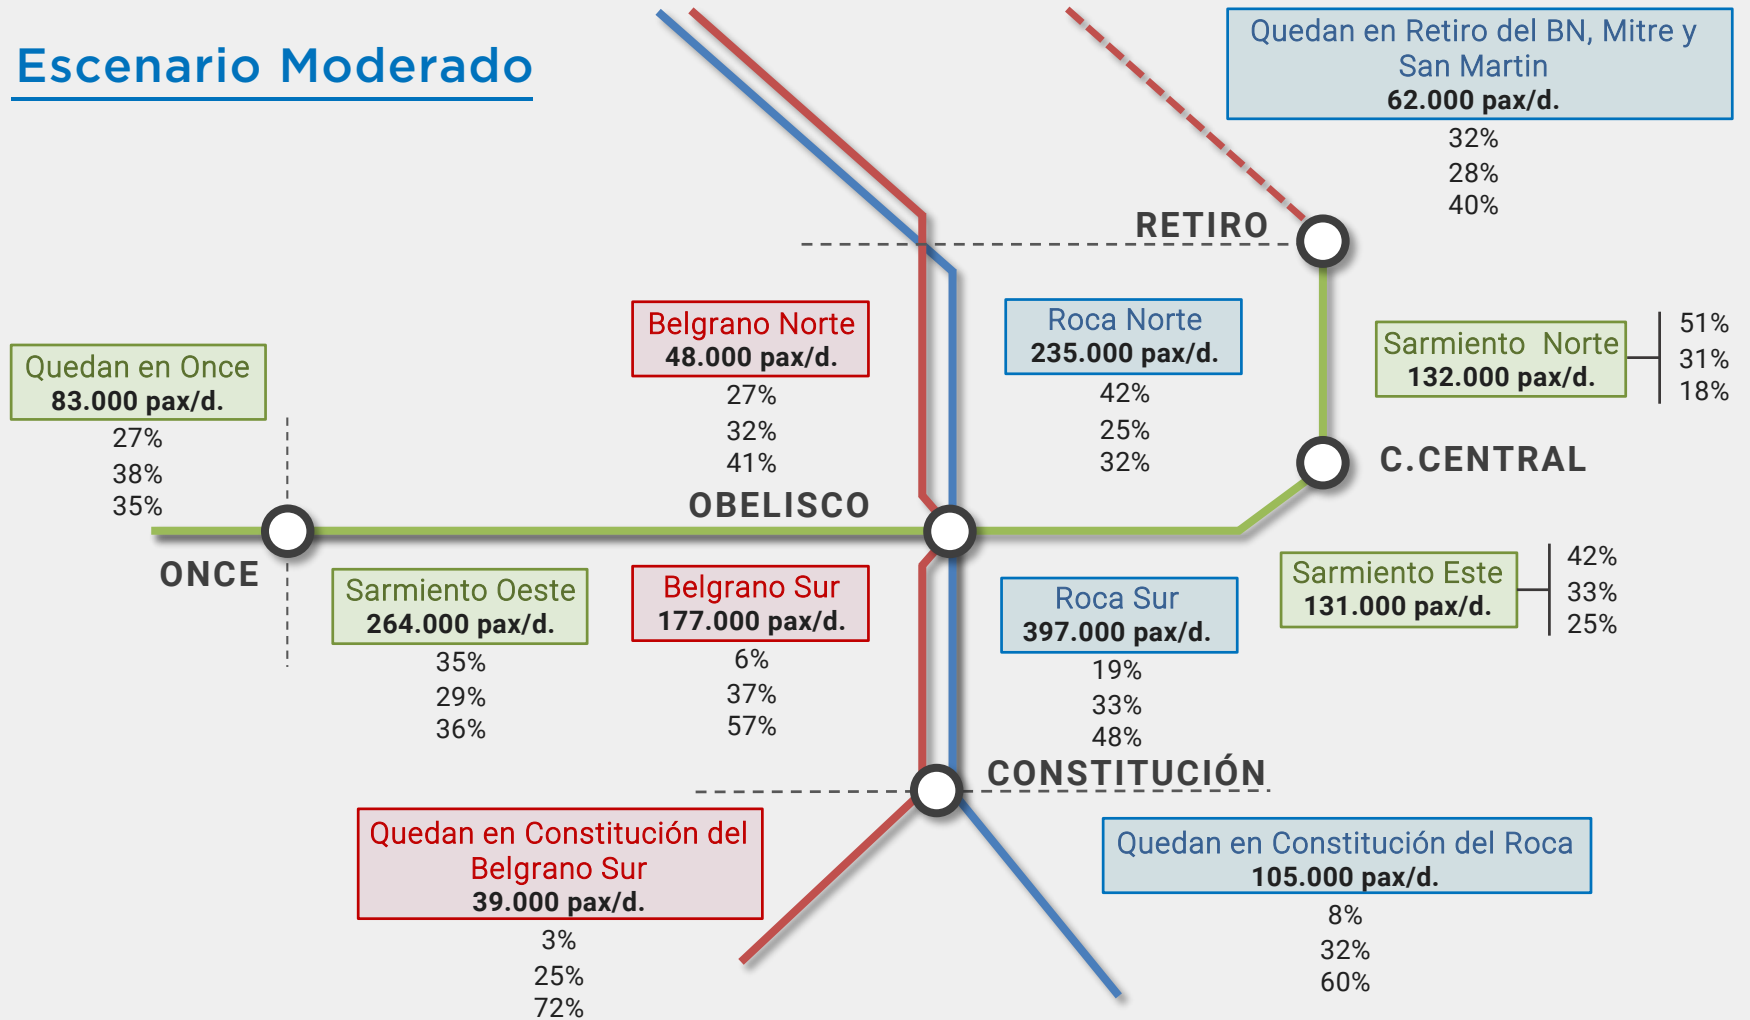 Escenario Moderado
Quedan en Retiro del BN, Mitre y
San Martin
62.000 pax/d.
32%
28%
40%
RETIRO
Belgrano Norte
48.000 pax/d.
27%
32%
41%
Roca Norte
235.000 pax/d.
42%
25%
32%
Sarmiento Norte
132.000 pax/d.
51%
31%
18%
Quedan en Once
83.000 pax/d.
27%
38%
35%
C.CENTRAL
OBELISCO
ONCE
Sarmiento Oeste
264.000 pax/d.
35%
29%
36%
Belgrano Sur
177.000 pax/d.
6%
37%
57%
Roca Sur
397.000 pax/d.
19%
33%
48%
Sarmiento Este
131.000 pax/d.
42%
33%
25%
CONSTITUCIÓN
Quedan en Constitución del
Belgrano Sur
39.000 pax/d.
3%
25%
72%
Quedan en Constitución del Roca
105.000 pax/d.
8%
32%
60%